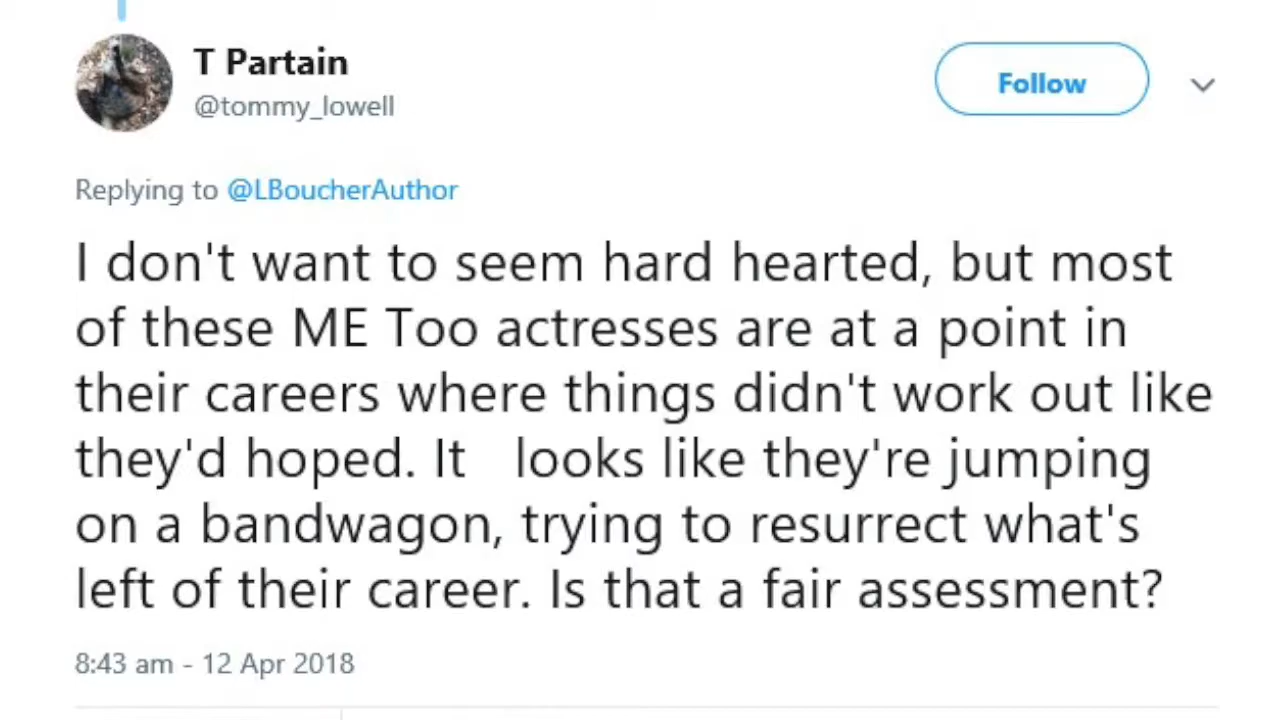 T Partain
@tommy_lowell
Follow
Replying to @LBoucherAuthor
I don't want to seem hard hearted, but most
of these ME Too actresses are at a point in
their careers where things didn't work out like
they'd hoped. It   looks like they're jumping
on a bandwagon, trying to resurrect what's
left of their career. Is that a fair assessment?
8:43 am - 12 Apr 2018